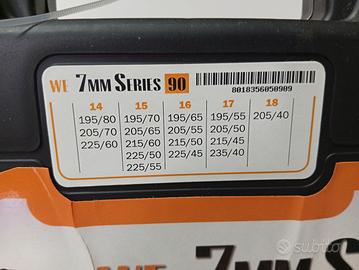 WE 7MM SERIES 90
8018356050909
14 15 16 17 18
195/80 195/70 195/65 195/55 205/40
205/70 205/65 205/55 205/50
225/60 215/60 215/50 215/45
225/50 225/45 235/40
225/55
subito
WE 7MM SERIES